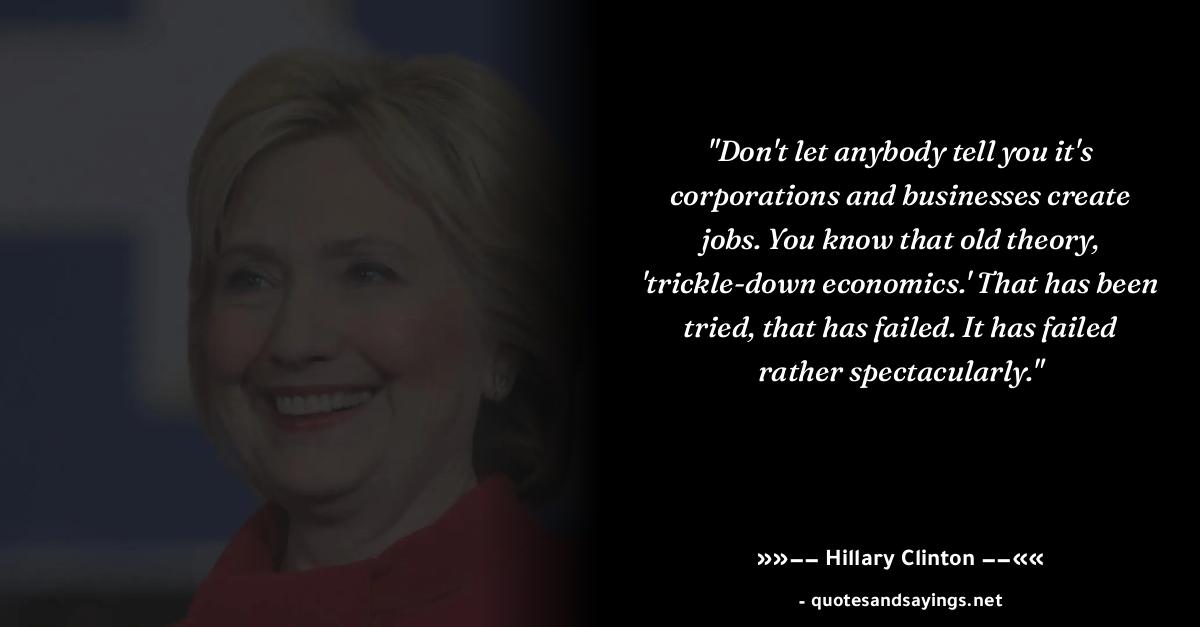 "Don't let anybody tell you it's
corporations and businesses create
jobs. You know that old theory,
'trickle-down economics.' That has been
tried, that has failed. It has failed
rather spectacularly."
»»–– Hillary Clinton ––««
- quotesandsayings.net